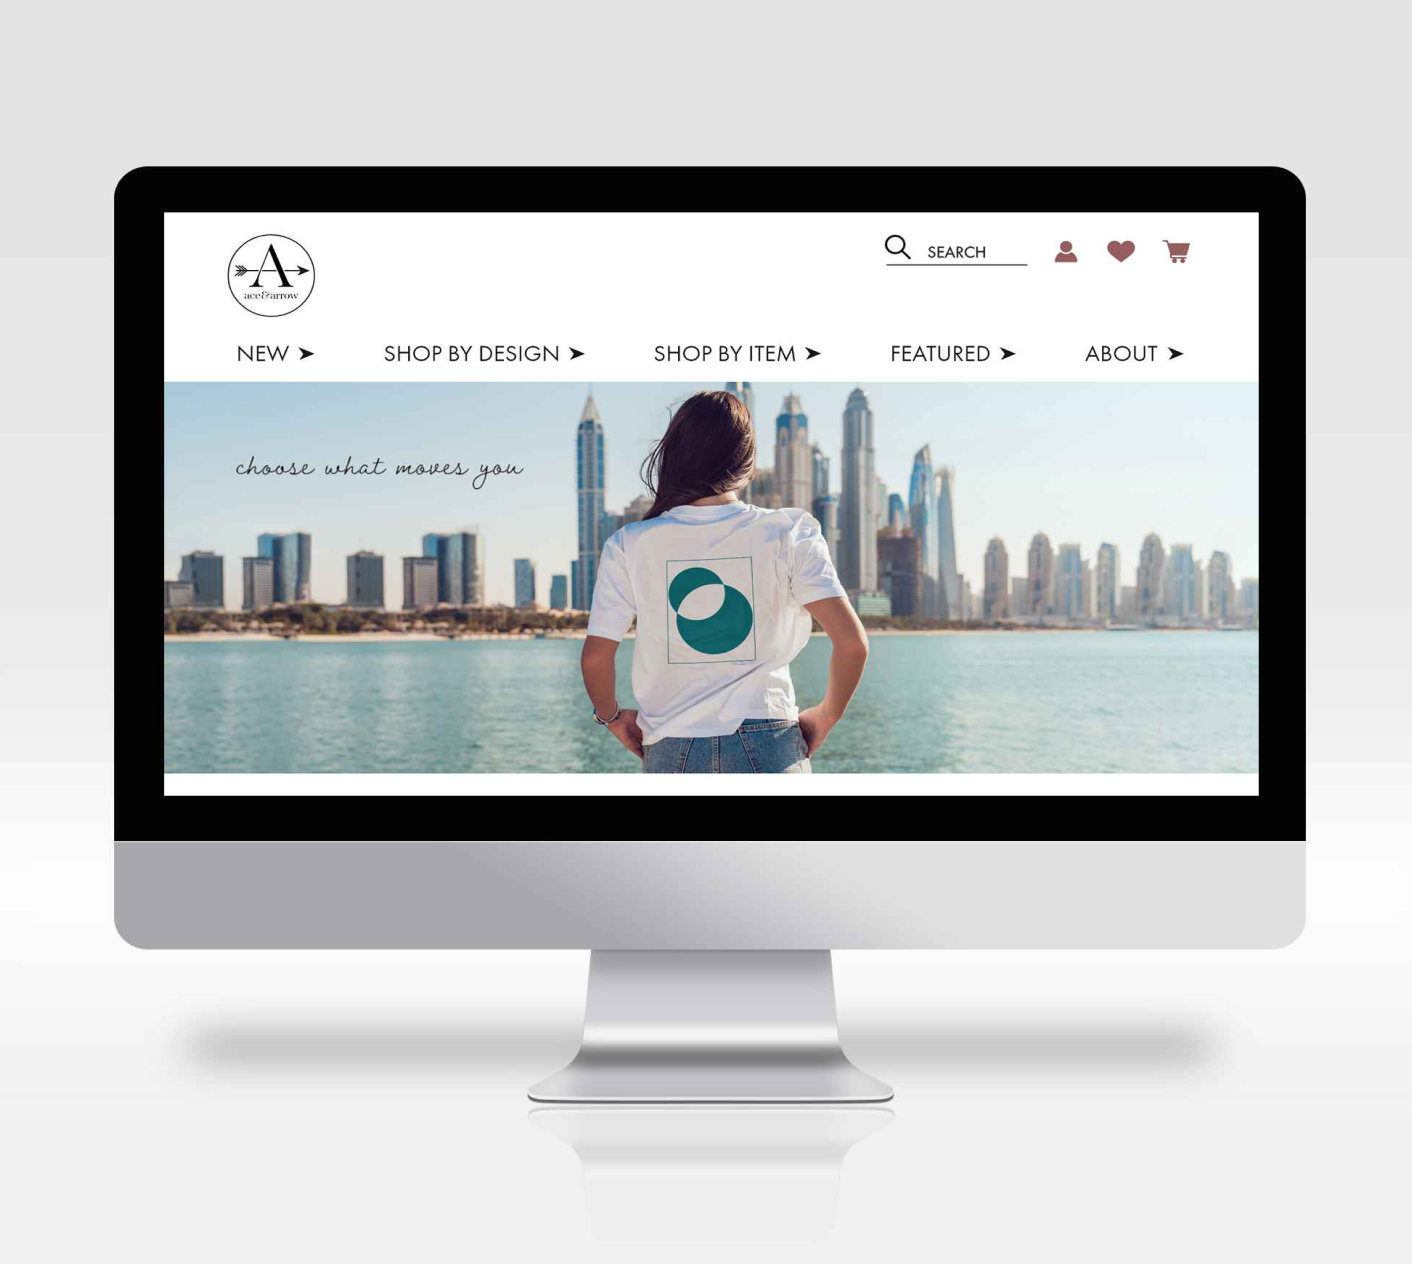 A
ace&arrow
SEARCH
NEW
SHOP BY DESIGN
SHOP BY ITEM
FEATURED
ABOUT
choose what moves you